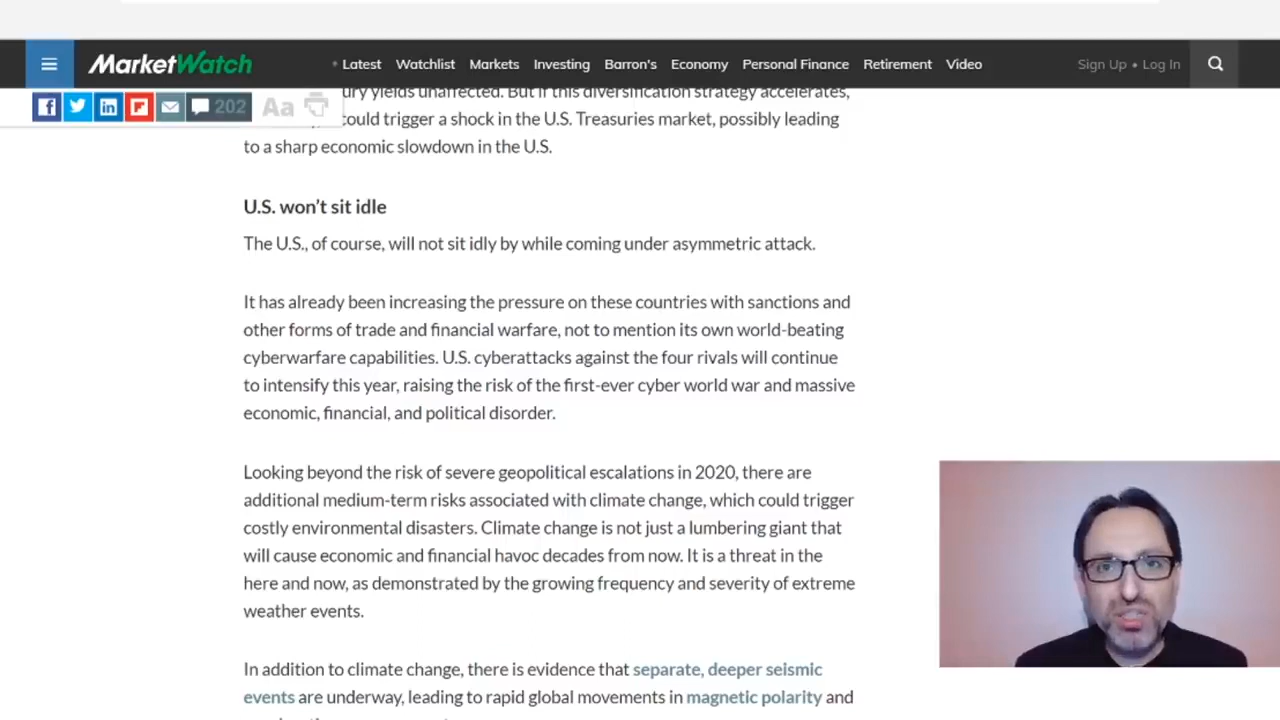 MarketWatch
Latest Watchlist Markets Investing Barron's Economy Personal Finance Retirement Video Sign Up • Log In
202 Aa
ury yields unaffected. But if this diversification strategy accelerates,
could trigger a shock in the U.S. Treasuries market, possibly leading
to a sharp economic slowdown in the U.S.
U.S. won't sit idle
The U.S., of course, will not sit idly by while coming under asymmetric attack.
It has already been increasing the pressure on these countries with sanctions and
other forms of trade and financial warfare, not to mention its own world-beating
cyberwarfare capabilities. U.S. cyberattacks against the four rivals will continue
to intensify this year, raising the risk of the first-ever cyber world war and massive
economic, financial, and political disorder.
Looking beyond the risk of severe geopolitical escalations in 2020, there are
additional medium-term risks associated with climate change, which could trigger
costly environmental disasters. Climate change is not just a lumbering giant that
will cause economic and financial havoc decades from now. It is a threat in the
here and now, as demonstrated by the growing frequency and severity of extreme
weather events.
In addition to climate change, there is evidence that separate, deeper seismic
events are underway, leading to rapid global movements in magnetic polarity and